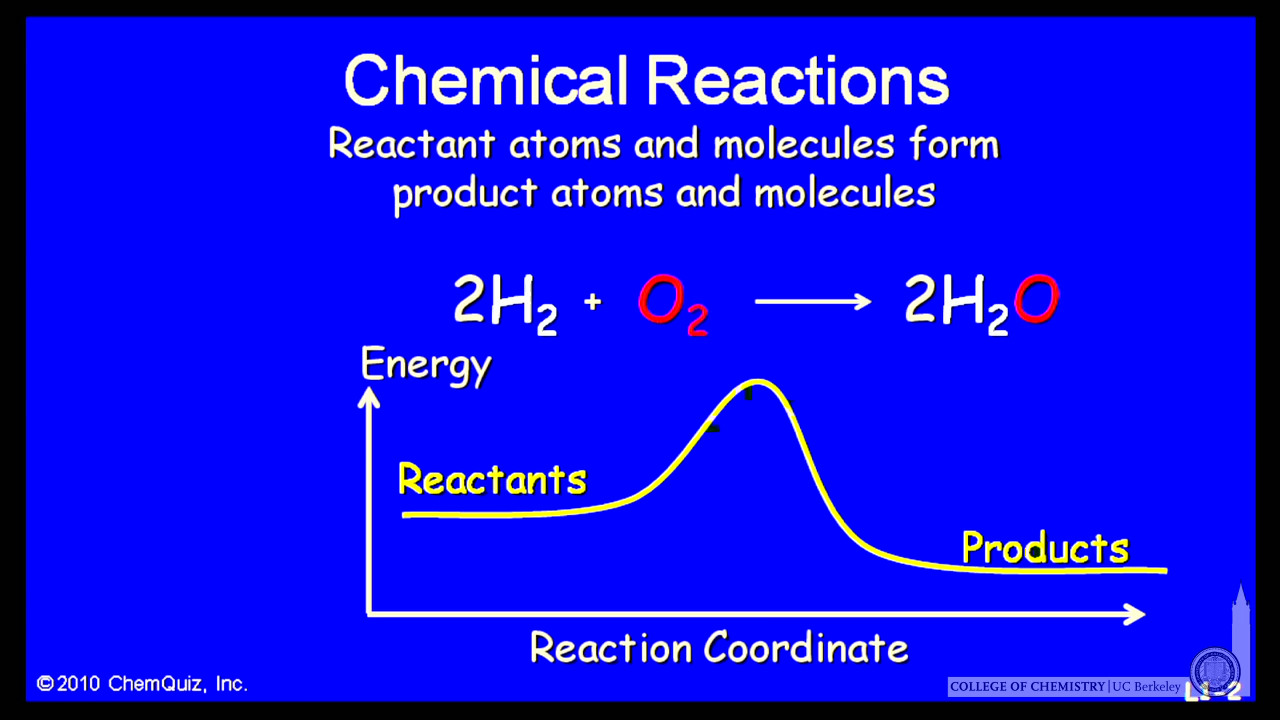 Chemical Reactions
Reactant atoms and molecules form
product atoms and molecules
2H₂ + O₂ ⟶ 2H₂O
Energy
Reactants
Products
Reaction Coordinate
©2010 ChemQuiz, Inc.
COLLEGE OF CHEMISTRY | UC Berkeley